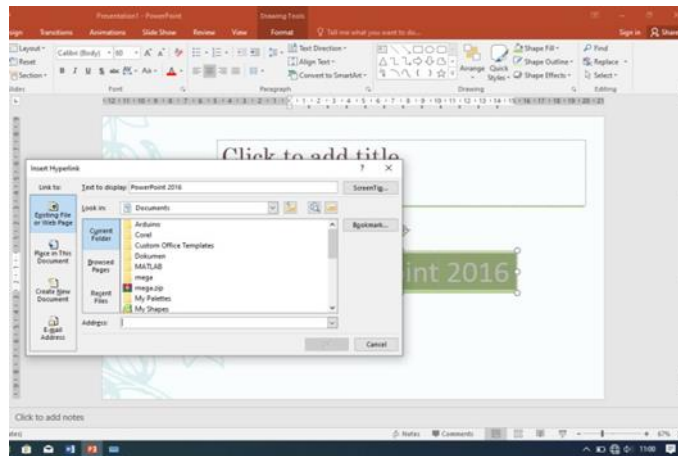 Presentation1 - PowerPoint
Drawing Tools
sign Transitions Animations Slide Show Review View Format Tell me what you want to do... Sign in Share
Layout Calibri (Body) 60 Text Direction Shape Fill Find
Reset Align Text Shape Outline Replace
Section Convert to SmartArt Arrange Quick Styles Shape Effects Select
Font Paragraph Drawing Editing
Click to add title
Insert Hyperlink ? ×
Link to: Text to display: PowerPoint 2016 ScreenTip...
Existing File or Web Page
Look in: Documents
Bookmark...
Current Folder
Arduino
Corel
Custom Office Templates
Place in This Document
Browsed Pages
Dokumen
MATLAB
mega
mega.zip
Create New Document
Recent Files
My Palettes
My Shapes
E-mail Address
Address:
Cancel
int 2016
Click to add notes
Notes Comments 67%
1100